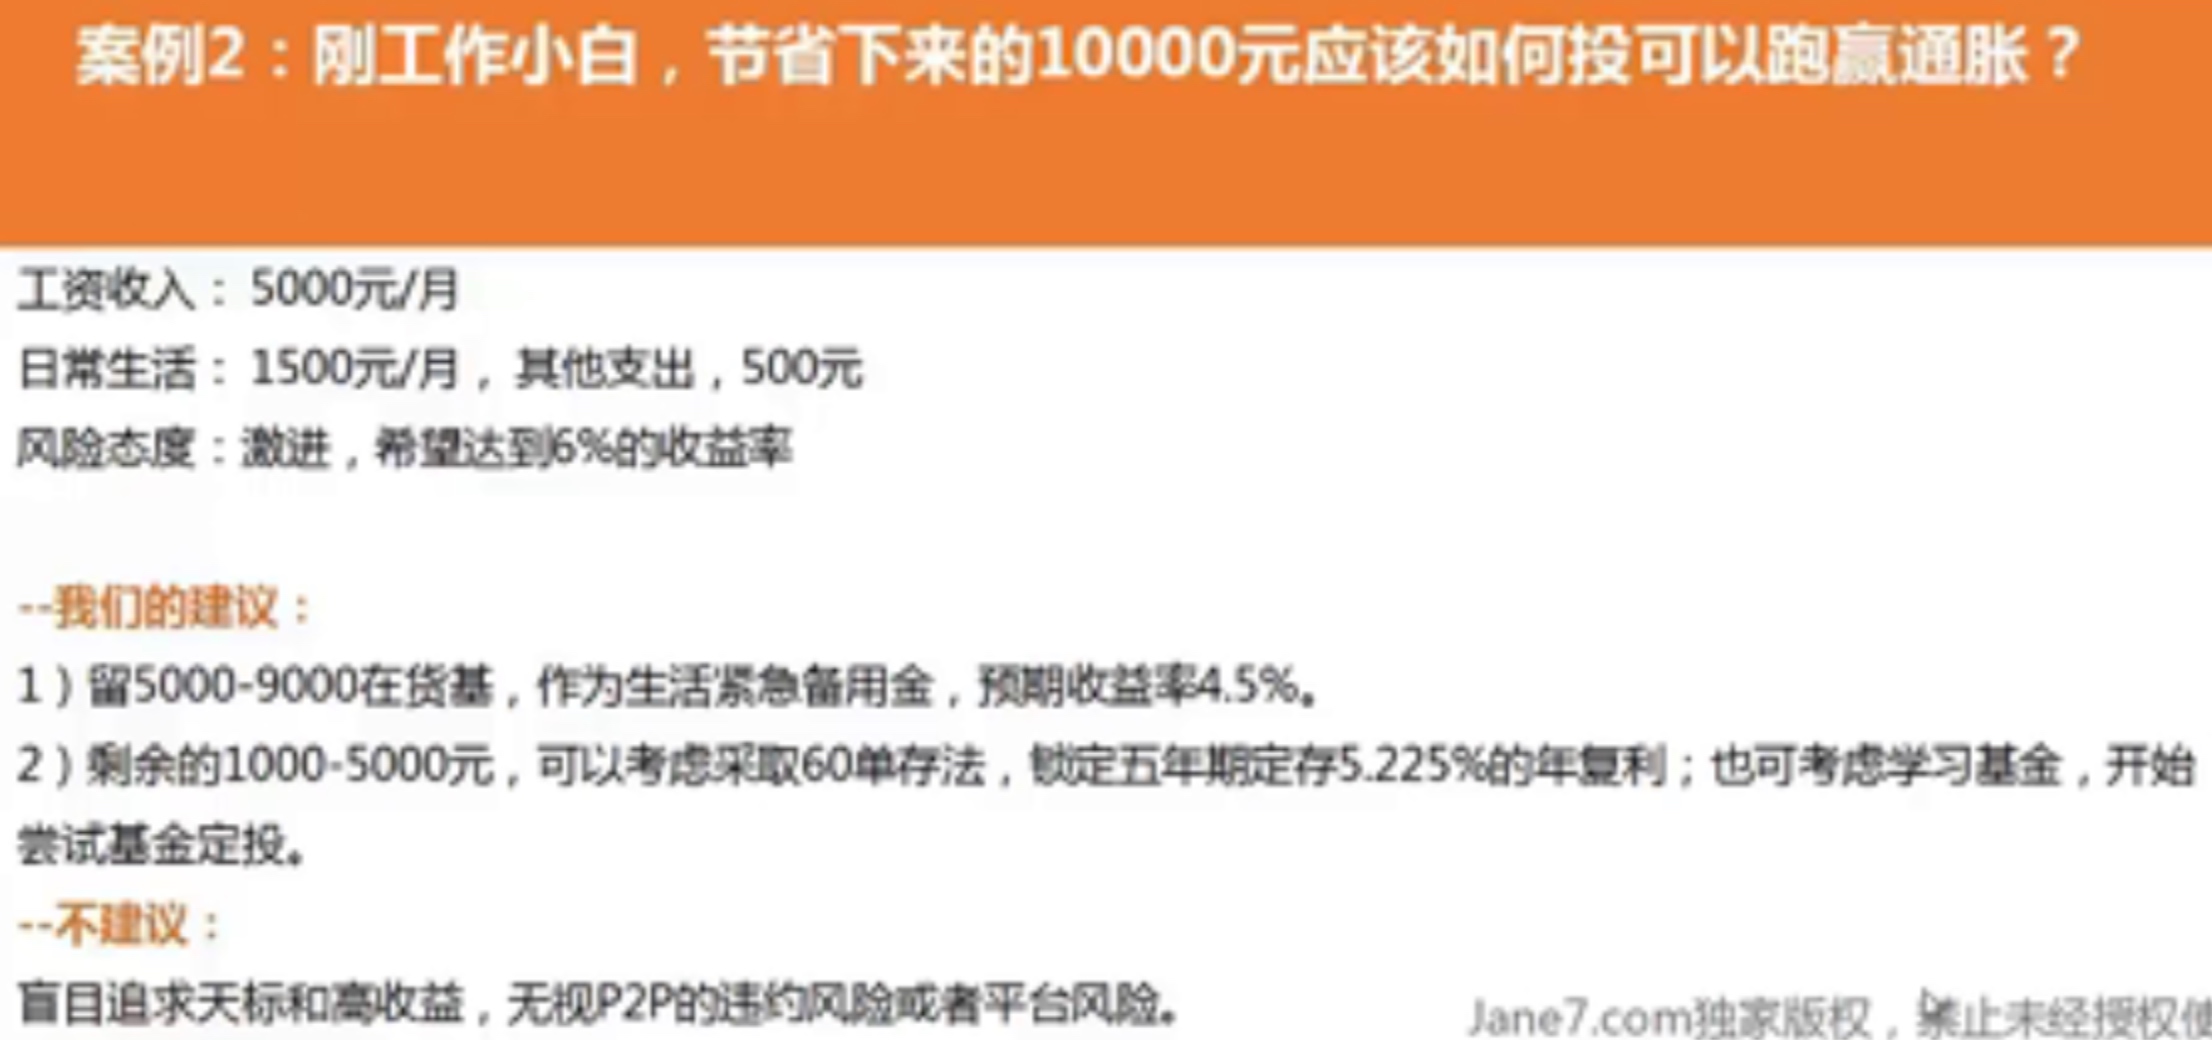 案例2：刚工作小白，节省下来的10000元应该如何投可以跑赢通胀？
工资收入： 5000元/月
日常生活： 1500元/月， 其他支出，500元
风险态度：激进，希望达到6%的收益率
--我们的建议：
1）留5000-9000在货基，作为生活紧急备用金，预期收益率4.5%。
2）剩余的1000-5000元，可以考虑采取60单存法，锁定五年期定存5.225%的年复利；也可考虑学习基金，开始
尝试基金定投。
--不建议：
盲目追求天标和高收益，无视P2P的违约风险或者平台风险。
Jane7.com独家版权，禁止未经授权使